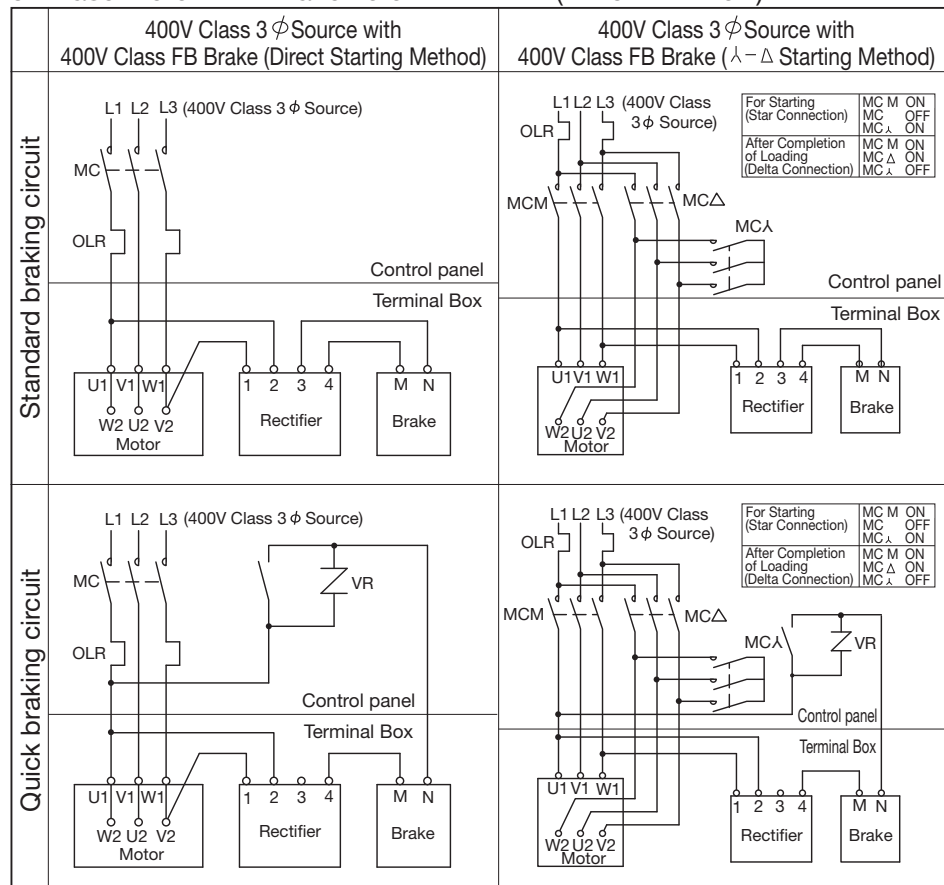 400V Class 3 ϕ Source with
400V Class FB Brake (Direct Starting Method)
400V Class 3 ϕ Source with
400V Class FB Brake (⅄-Δ Starting Method)
Standard braking circuit
L1 L2 L3 (400V Class 3 ϕ Source)
MC
OLR
Control panel
Terminal Box
U1 V1 W1
W2 U2 V2
Motor
1 2 3 4
Rectifier
M N
Brake
L1 L2 L3 (400V Class
3 ϕ Source)
OLR
For Starting
(Star Connection)
MC M ON
MC OFF
MC ⅄ ON
After Completion
of Loading
(Delta Connection)
MC M ON
MC Δ ON
MC ⅄ OFF
MCM
MCΔ
MC⅄
Control panel
Terminal Box
U1 V1 W1
W2 U2 V2
Motor
1 2 3 4
Rectifier
M N
Brake
Quick braking circuit
L1 L2 L3 (400V Class 3 ϕ Source)
MC
VR
OLR
Control panel
Terminal Box
U1 V1 W1
W2 U2 V2
Motor
1 2 3 4
Rectifier
M N
Brake
L1 L2 L3 (400V Class
3 ϕ Source)
OLR
For Starting
(Star Connection)
MC M ON
MC OFF
MC ⅄ ON
After Completion
of Loading
(Delta Connection)
MC M ON
MC Δ ON
MC ⅄ OFF
MCM
MCΔ
MC⅄
VR
Control panel
Terminal Box
U1 V1 W1
W2 U2 V2
Motor
1 2 3 4
Rectifier
M N
Brake